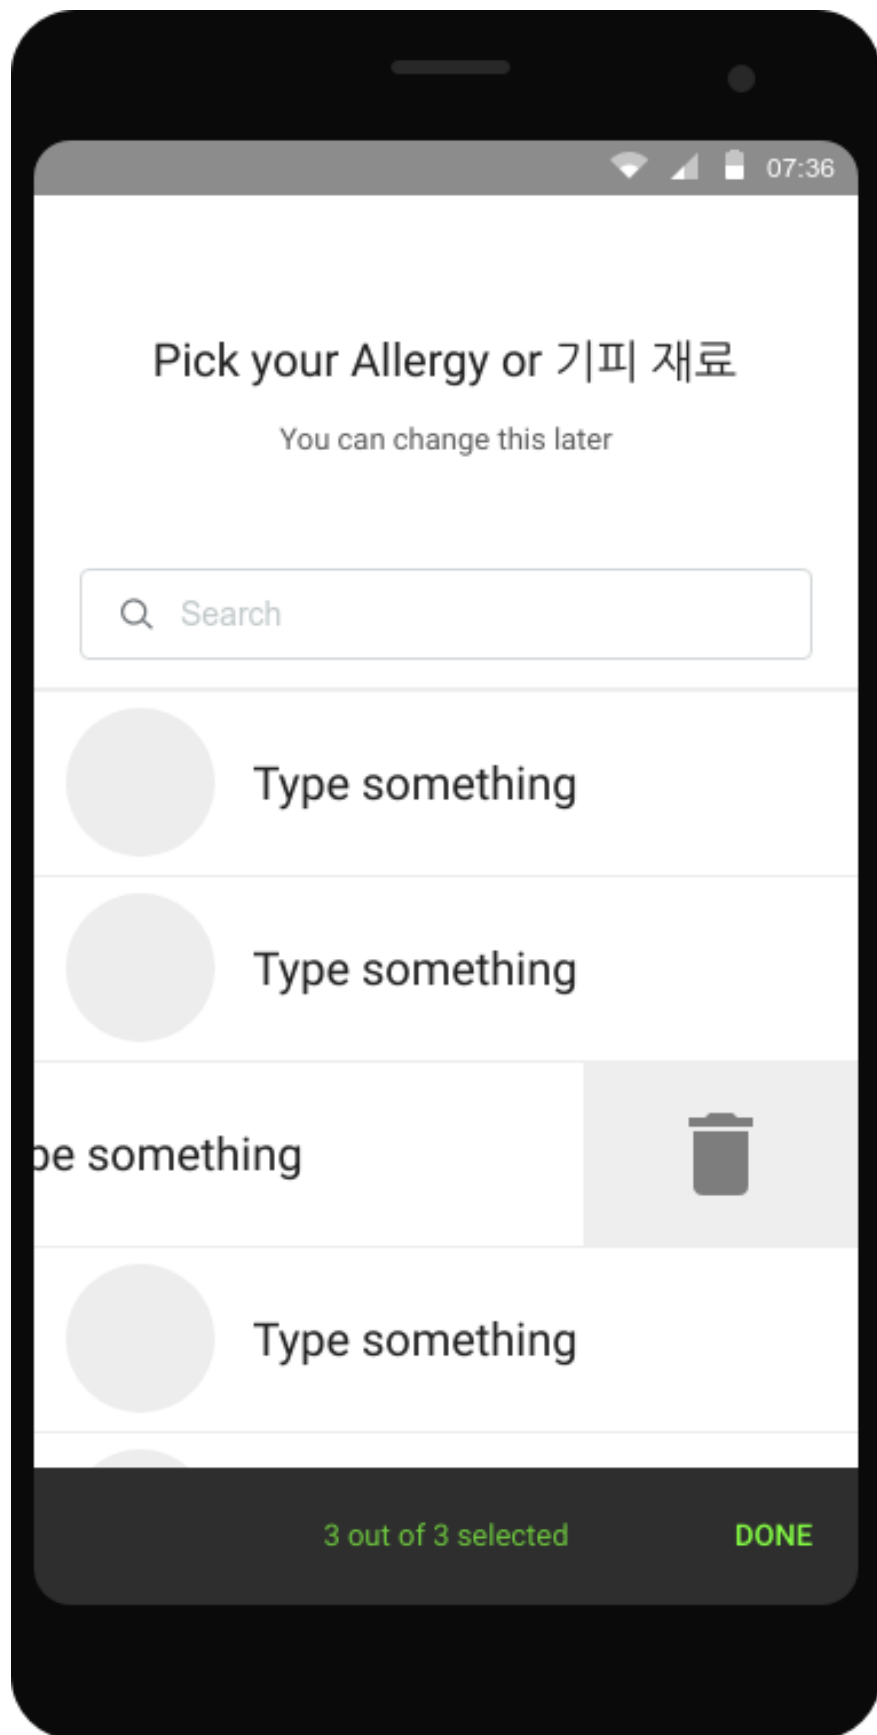 07:36
Pick your Allergy or 기피 재료
You can change this later
Search
Type something
Type something
pe something
Type something
3 out of 3 selected
DONE